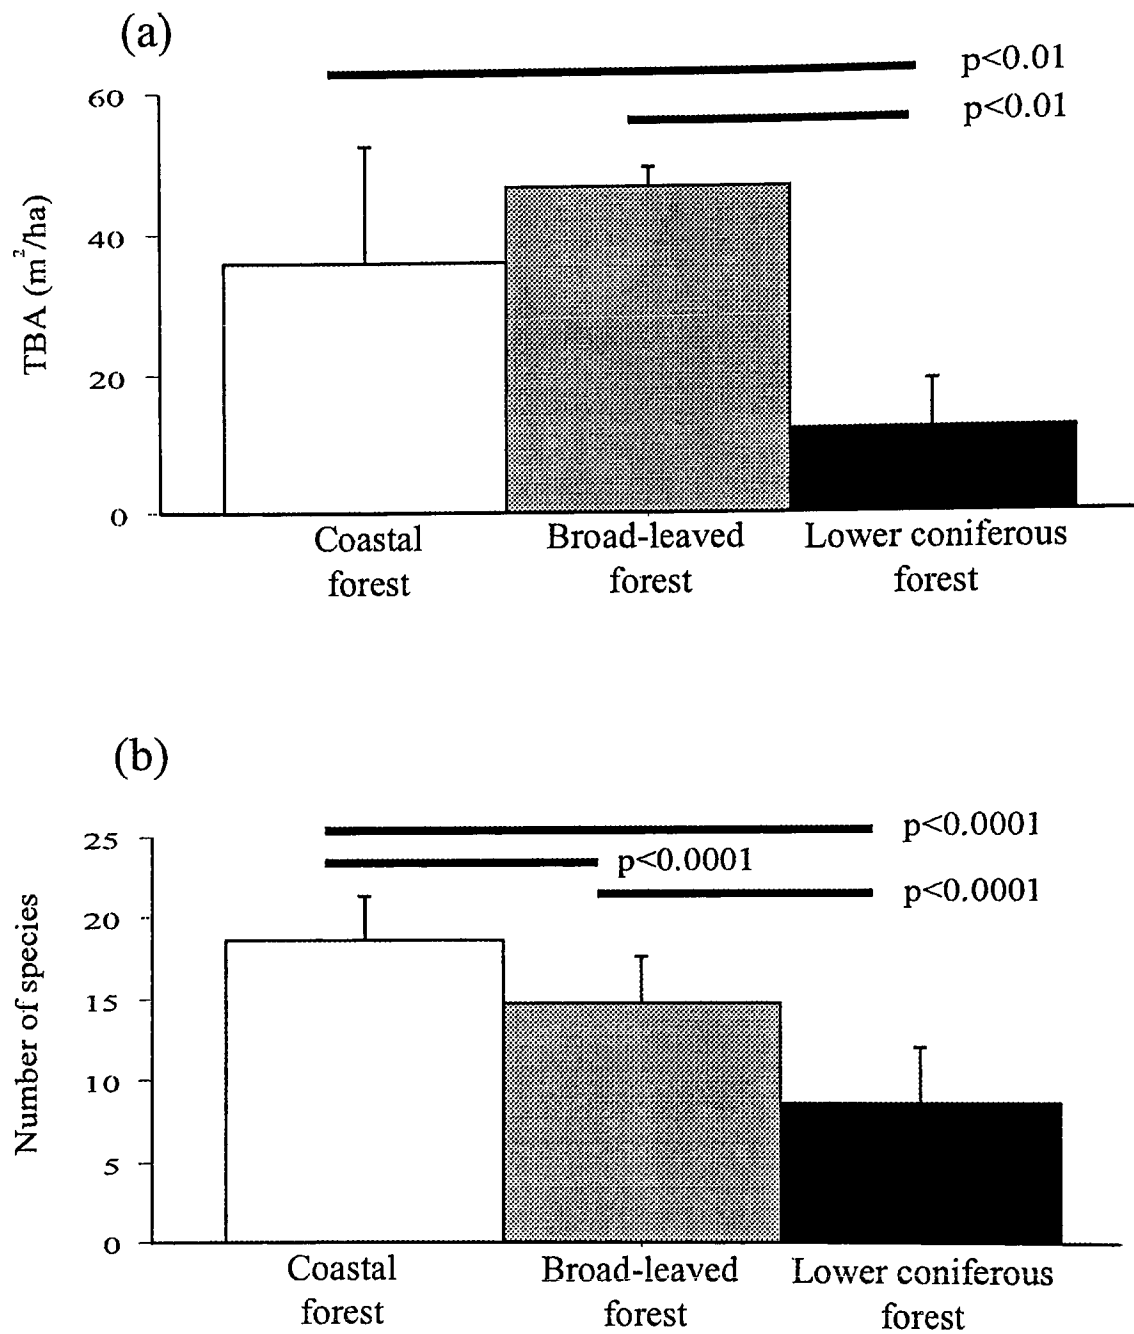 (a)
p<0.01
p<0.01
60
40
20
0
TBA (m²/ha)
Coastal
forest
Broad-leaved
forest
Lower coniferous
forest
(b)
p<0.0001
p<0.0001
p<0.0001
25
20
15
10
5
0
Number of species
Coastal
forest
Broad-leaved
forest
Lower coniferous
forest